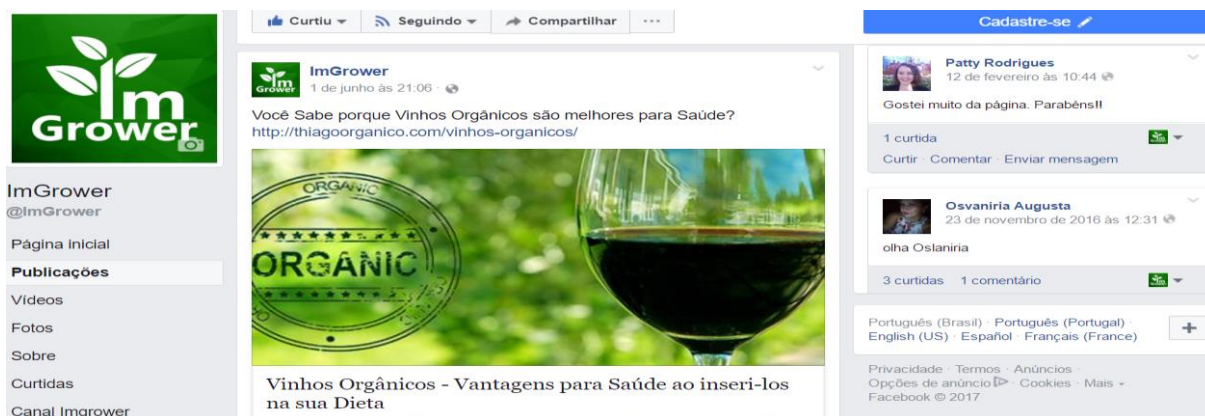 Im
Grower
ImGrower
@ImGrower
Página inicial
Publicações
Vídeos
Fotos
Sobre
Curtidas
Canal Imgrower
Curtiu
Seguindo
Compartilhar
Im
Grower
ImGrower
1 de junho às 21:06 ·
Você Sabe porque Vinhos Orgânicos são melhores para Saúde?
http://thiagoorganico.com/vinhos-organicos/
ORGANIC
ORGANIC
Vinhos Orgânicos - Vantagens para Saúde ao inseri-los
na sua Dieta
Cadastre-se
Patty Rodrigues
12 de fevereiro às 10:44
Gostei muito da página. Parabéns!!
1 curtida
Curtir · Comentar · Enviar mensagem
Osvaniria Augusta
23 de novembro de 2016 às 12:31
olha Oslaniria
3 curtidas 1 comentário
Português (Brasil) · Português (Portugal) ·
English (US) · Español · Français (France)
Privacidade · Termos · Anúncios ·
Opções de anúncio · Cookies · Mais
Facebook © 2017